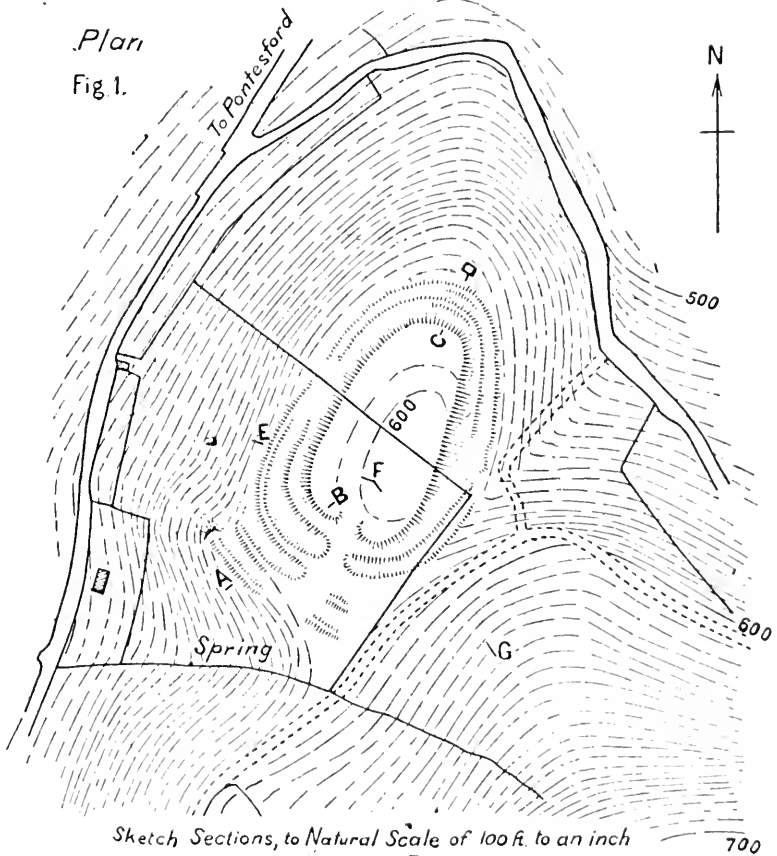 Plan
Fig. 1.
To Pontesford
N
500
D
C
600
E
F
B
A
600
Spring
G
Sketch Sections, to Natural Scale of 100 ft. to an inch
700